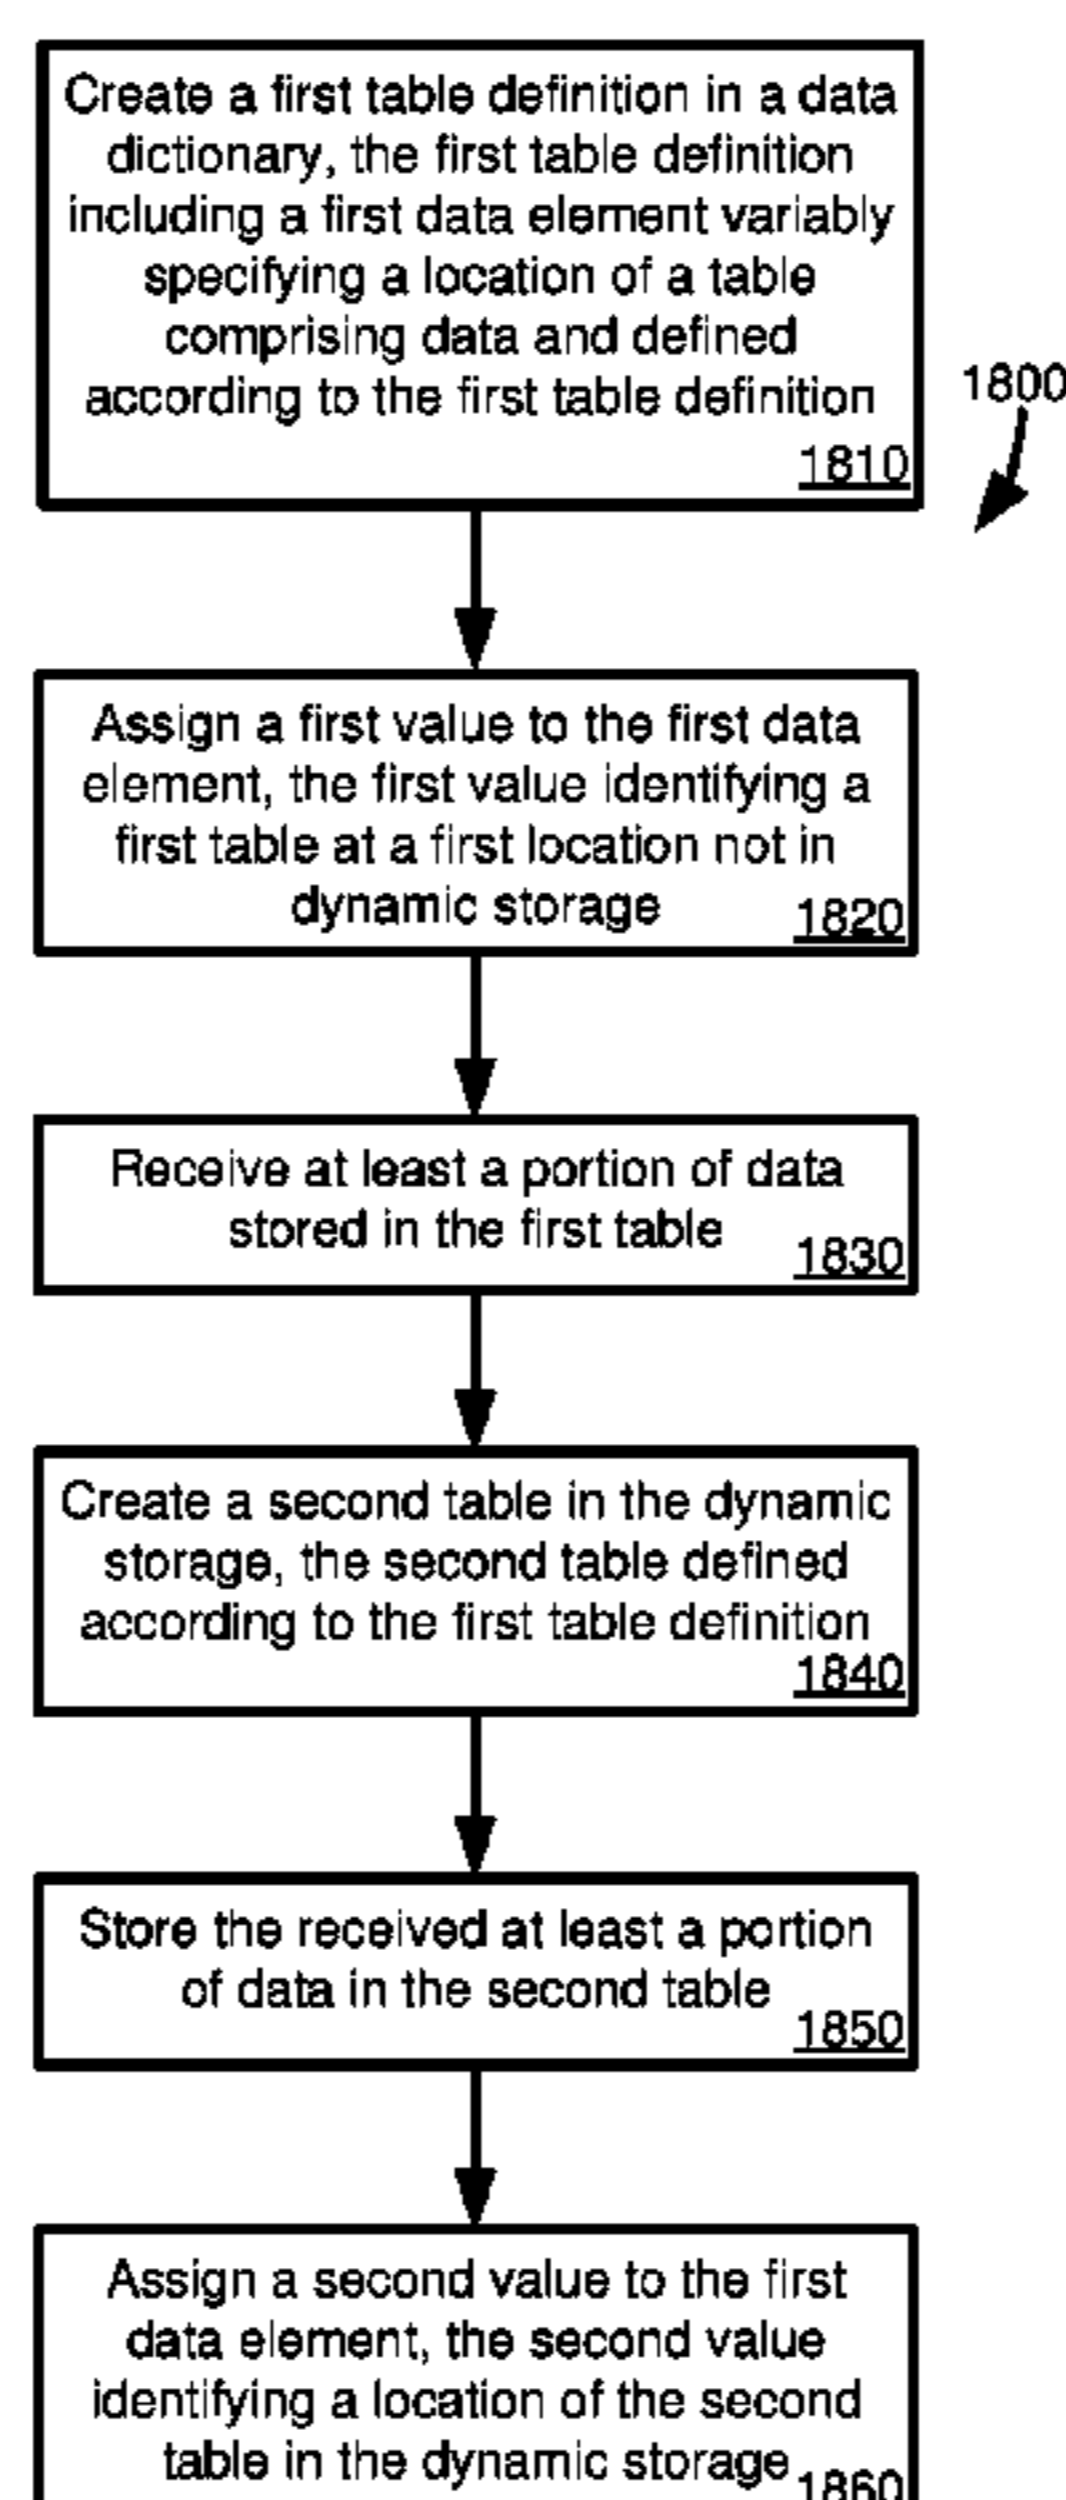 Create a first table definition in a data
dictionary, the first table definition
including a first data element variably
specifying a location of a table
comprising data and defined
according to the first table definition
1810
1800
Assign a first value to the first data
element, the first value identifying a
first table at a first location not in
dynamic storage
1820
Receive at least a portion of data
stored in the first table
1830
Create a second table in the dynamic
storage, the second table defined
according to the first table definition
1840
Store the received at least a portion
of data in the second table
1850
Assign a second value to the first
data element, the second value
identifying a location of the second
table in the dynamic storage
1860